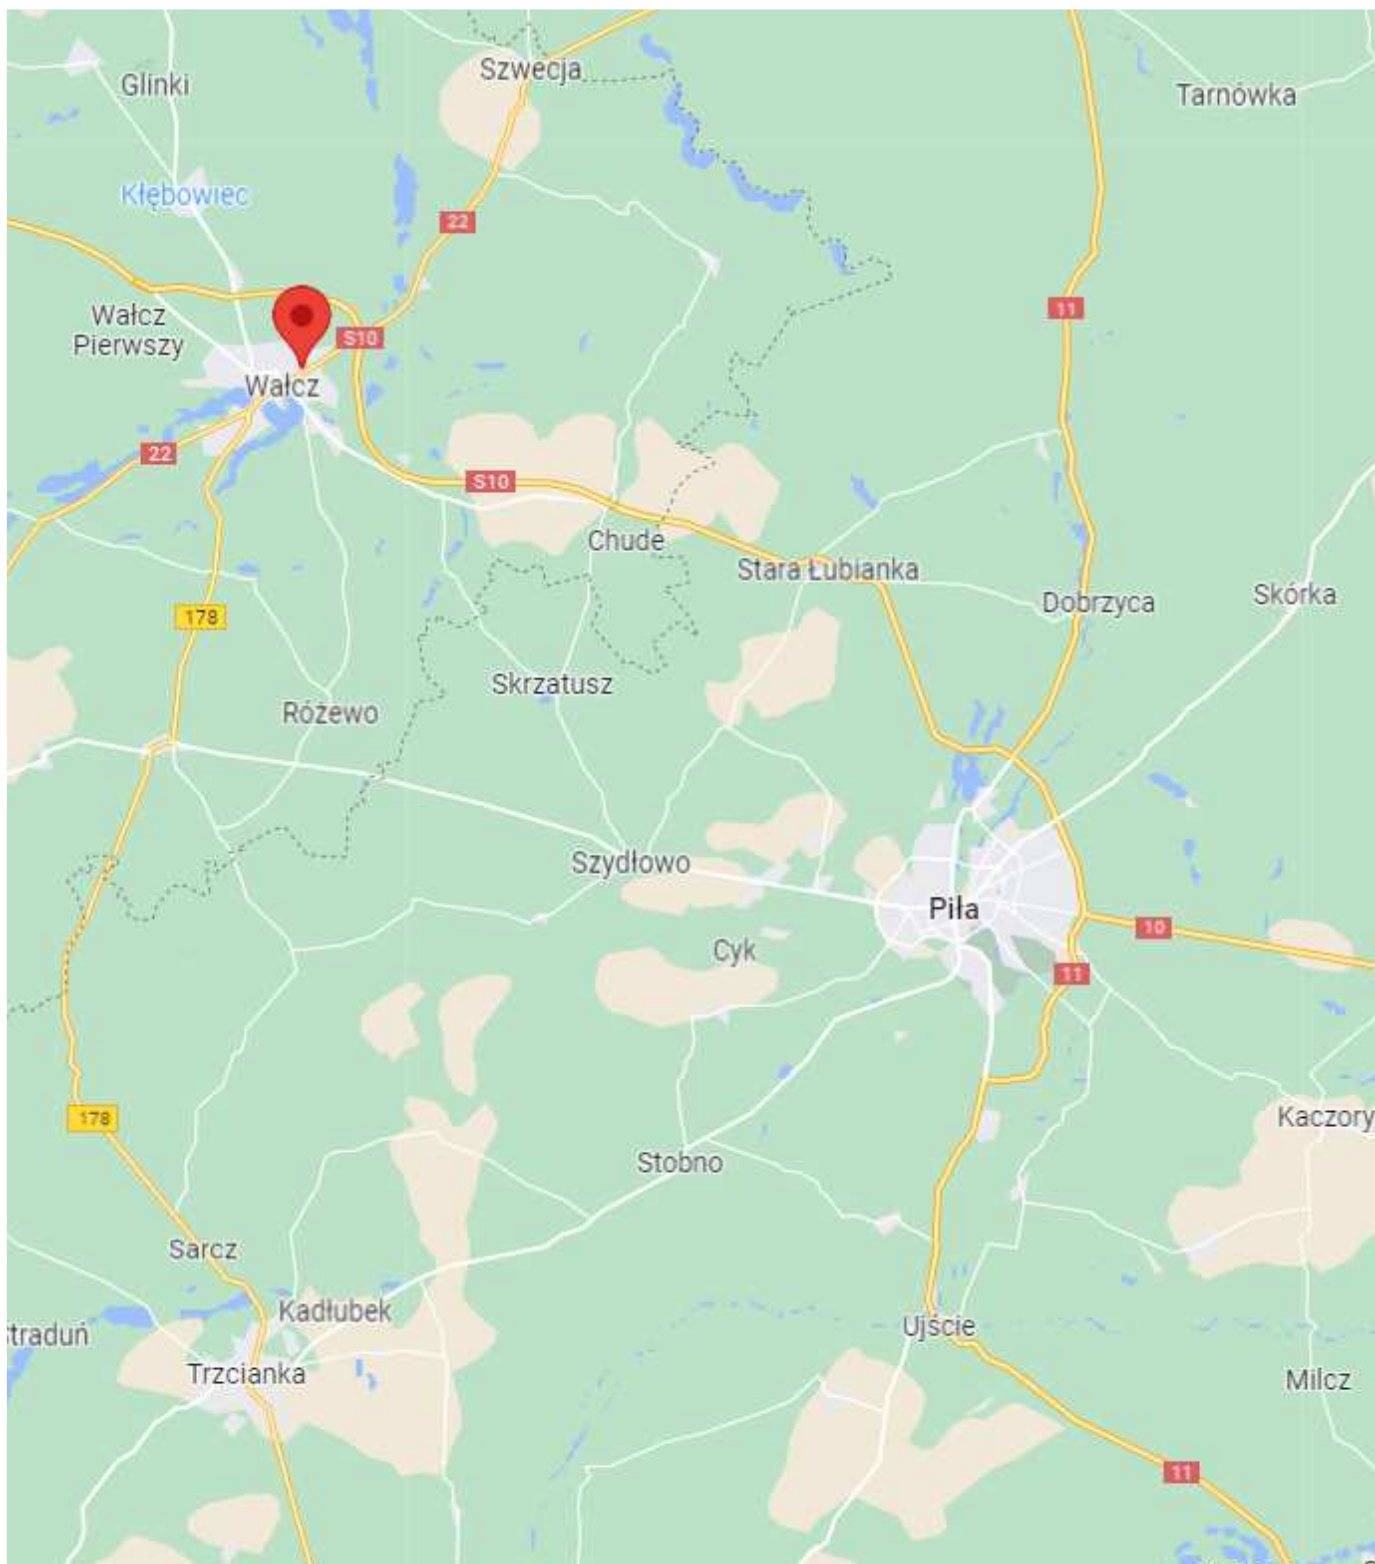 Szwecja
Glinki
Tarnówka
Kłębowiec
22
11
Wałcz
Pierwszy
S10
Wałcz
22
S10
Chude
Stara Łubianka
Skórka
Dobrzyca
178
Skrzatusz
Różewo
Szydłowo
Piła
10
Cyk
11
178
Kaczory
Stobno
Sarcz
Kadłubek
Ujście
traduń
Trzcianka
Milcz
11